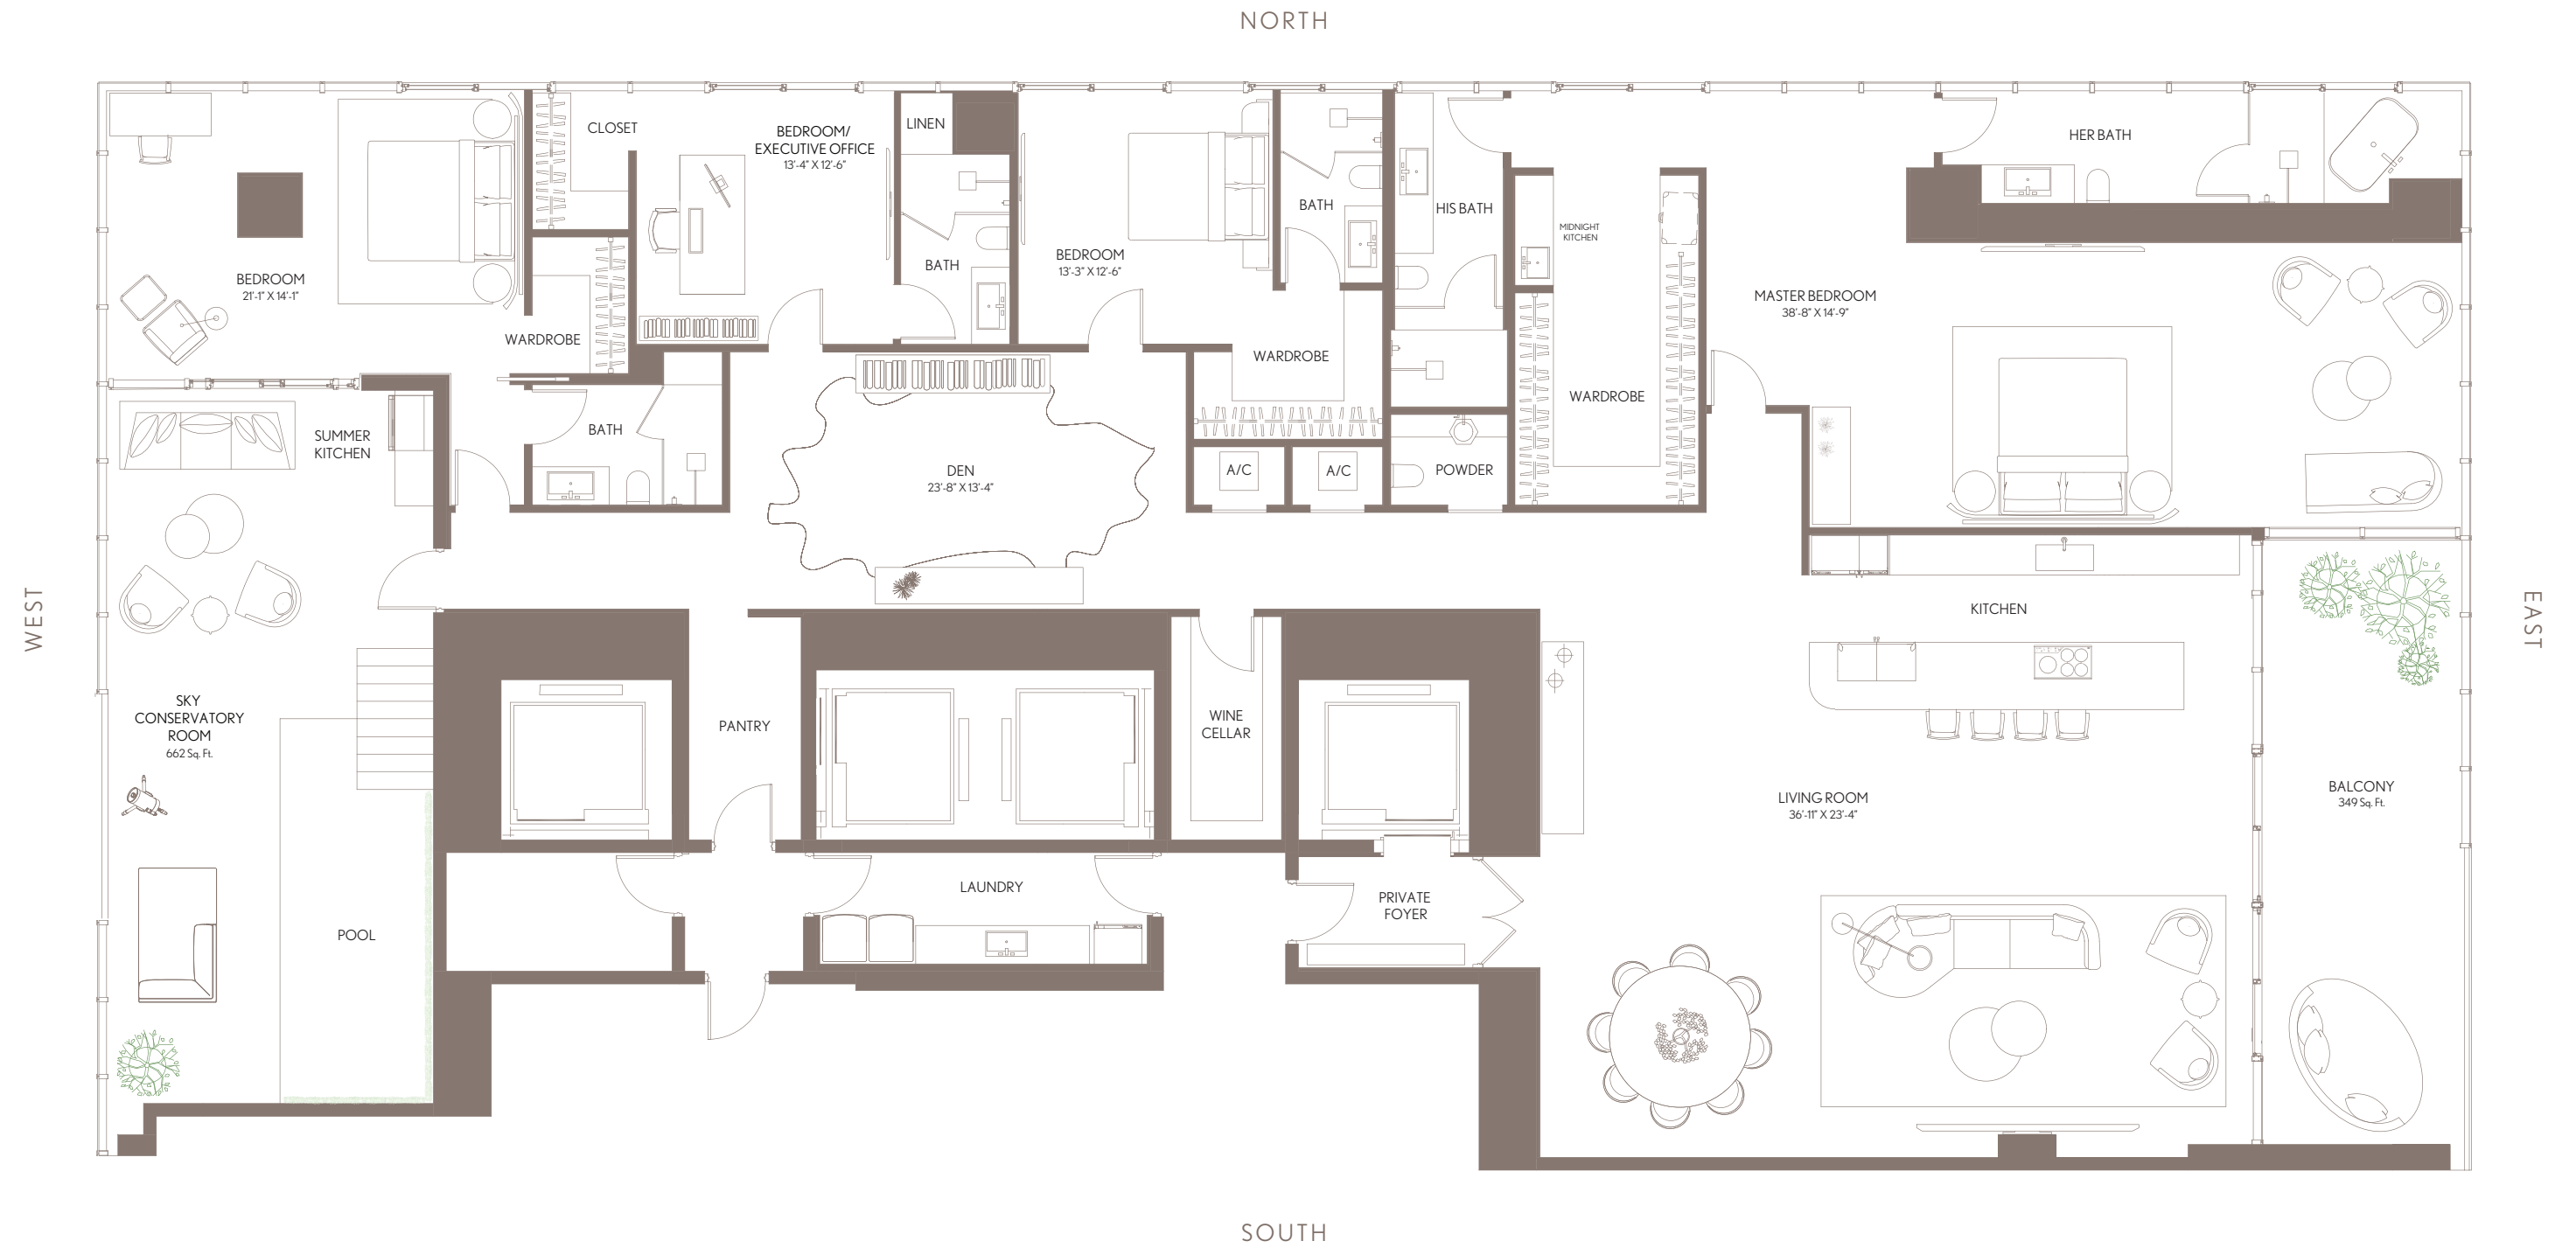 NORTH
CLOSET
BEDROOM/
EXECUTIVE OFFICE
13'-4" X 12'-6"
LINEN
HER BATH
BATH
HIS BATH
MIDNIGHT
KITCHEN
BEDROOM
13'-3" X 12'-6"
BATH
BEDROOM
21'-1" X 14'-1"
MASTER BEDROOM
38'-8" X 14'-9"
WARDROBE
WARDROBE
WARDROBE
SUMMER
KITCHEN
BATH
DEN
23'-8" X 13'-4"
A/C
A/C
POWDER
WEST
KITCHEN
EAST
SKY
CONSERVATORY
ROOM
662 Sq. Ft.
PANTRY
WINE
CELLAR
LIVING ROOM
36'-11" X 23'-4"
BALCONY
349 Sq. Ft.
LAUNDRY
PRIVATE
FOYER
POOL
SOUTH